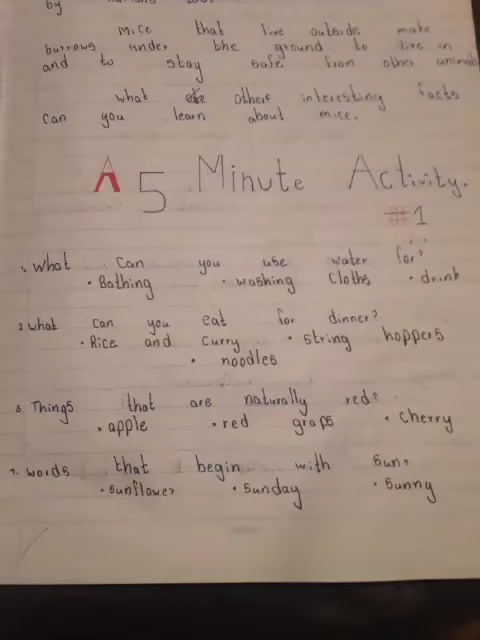 by
mice that live outside make
burrows under the ground to live in
and to stay safe from other animals
what other interesting facts
can you learn about mice.
A 5 Minute Activity.
#1
1. What can you use water for?
• Bathing • washing cloths • drink
2. what can you eat for dinner?
• Rice and curry • string hoppers
• noodles
3. Things that are naturally red?
• apple • red graps • cherry
4. words that begin with sun?
• sunflower • sunday • sunny